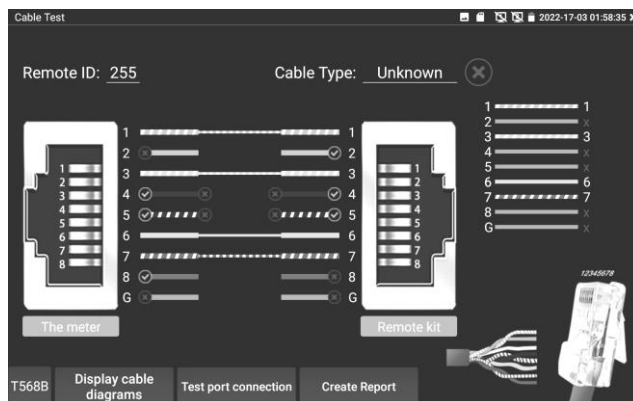 Cable Test
2022-17-03 01:58:35
Remote ID: 255
Cable Type: Unknown
1 1
2 2
3 3
4 4
5 5
6 6
7 7
8 8
G G
1
2
3
4
5
6
7
8
1
2
3
4
5
6
7
8
The meter
Remote kit
1 1
2 x
3 3
4 x
5 x
6 6
7 7
8 x
G x
12345678
T568B
Display cable
diagrams
Test port connection
Create Report